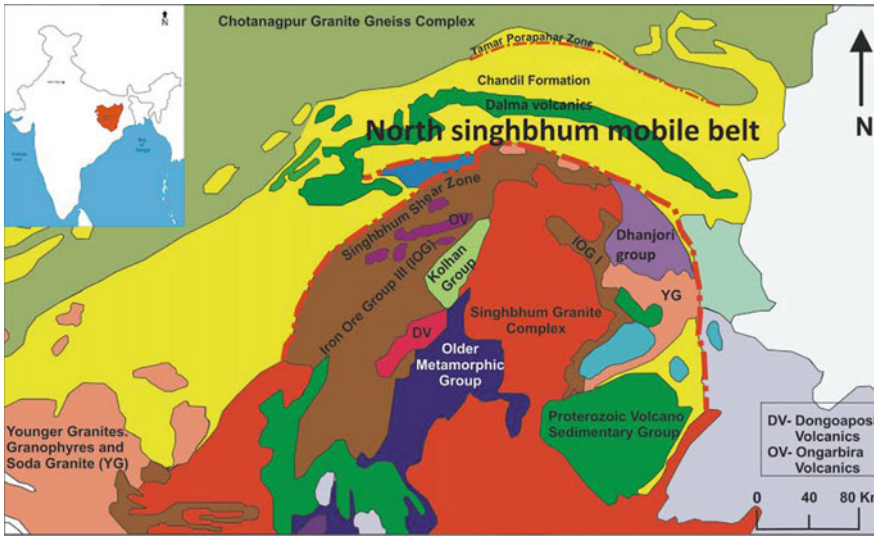 N
Chotanagpur Granite Gneiss Complex
Tamar Porapahar Zone
Chandil Formation
Dalma volcanics
North singhbhum mobile belt
N
Singhbhum Shear Zone
OV
Iron Ore Group III (IOG)
Kolhan
Group
IOG I
Dhanjori
group
YG
Singhbhum Granite
Complex
DV
Older
Metamorphic
Group
Proterozoic Volcano
Sedimentary Group
Younger Granites.
Granophyres and
Soda Granite (YG)
DV- Dongoaposi
Volcanics
OV- Ongarbira
Volcanics
0 40 80 Km